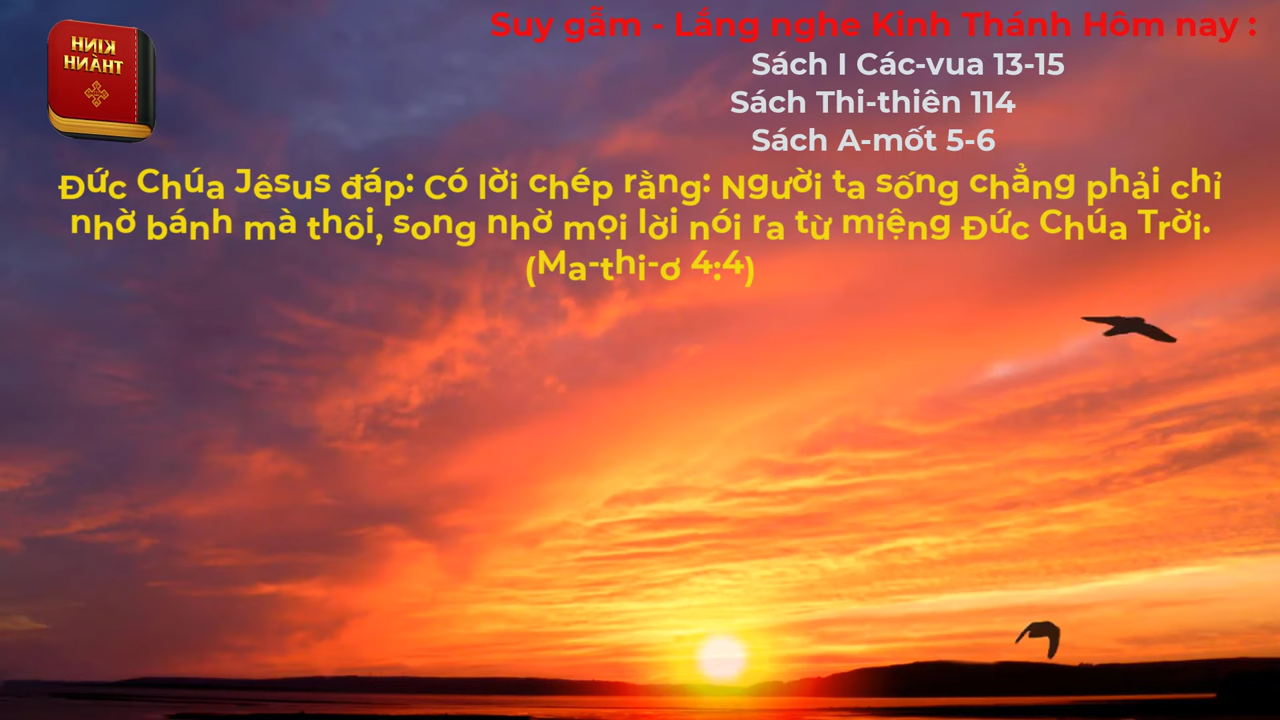 Suy gẫm - Lắng nghe Kinh Thánh Hôm nay :
KINH
THÁNH
Sách I Các-vua 13-15
Sách Thi-thiên 114
Sách A-mốt 5-6
Đức Chúa Jêsus đáp: Có lời chép rằng: Người ta sống chẳng phải chỉ
nhờ bánh mà thôi, song nhờ mọi lời nói ra từ miệng Đức Chúa Trời.
(Ma-thi-ơ 4:4)